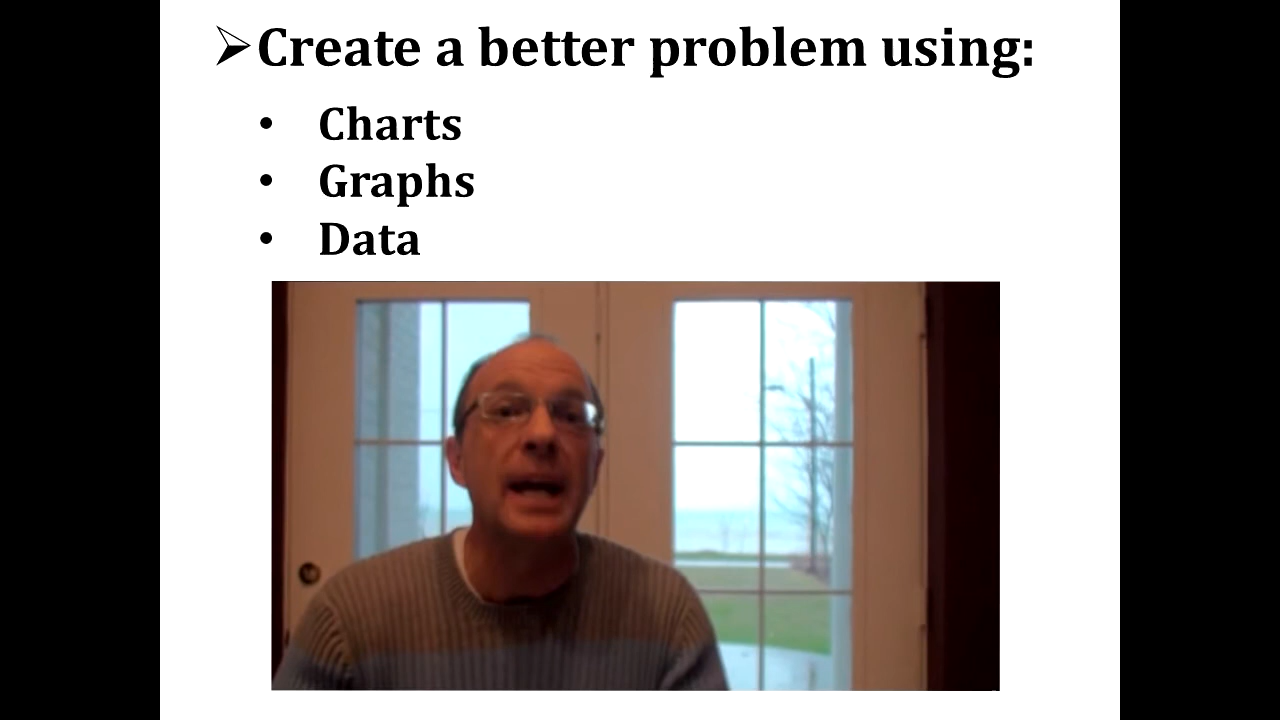 ➢Create a better problem using:
• Charts
• Graphs
• Data